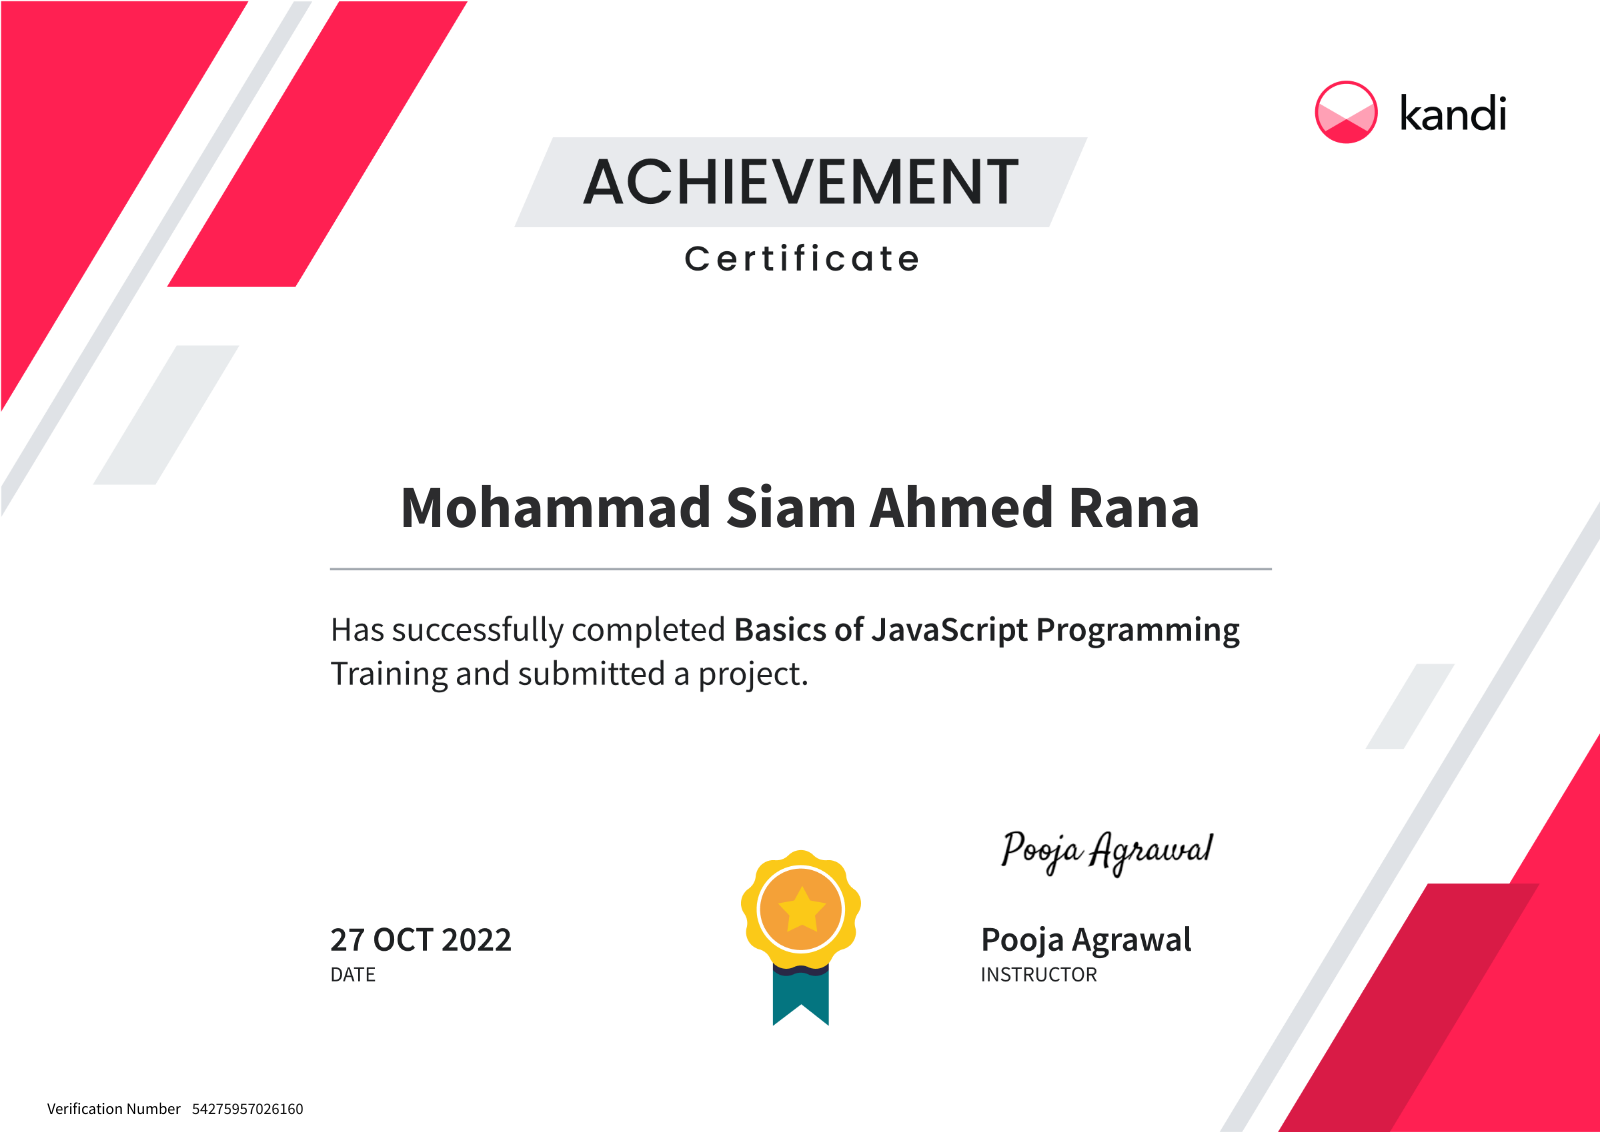 kandi
ACHIEVEMENT
Certificate
Mohammad Siam Ahmed Rana
Has successfully completed Basics of JavaScript Programming
Training and submitted a project.
Pooja Agrawal
27 OCT 2022
DATE
Pooja Agrawal
INSTRUCTOR
Verification Number 54275957026160